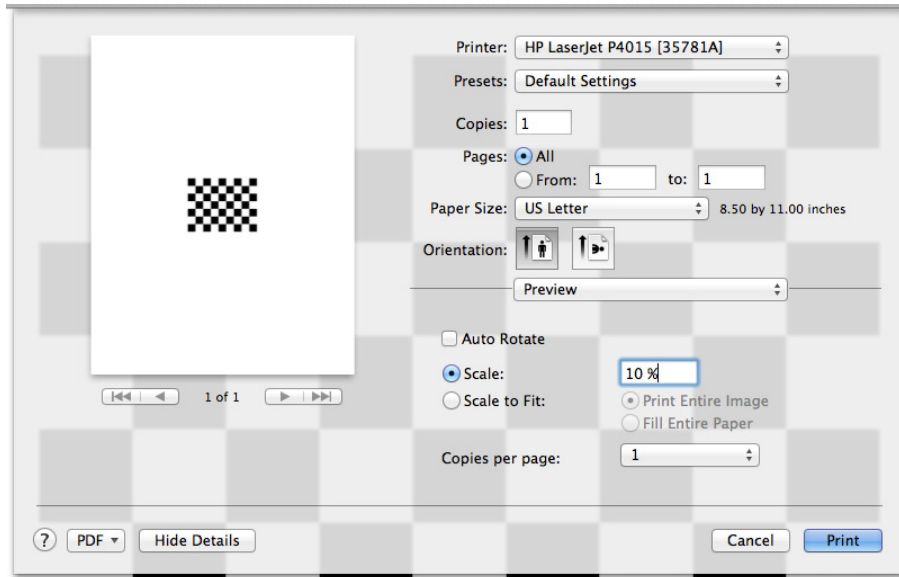 Printer: HP LaserJet P4015 [35781A]
Presets: Default Settings
Copies: 1
Pages: All
From: 1 to: 1
Paper Size: US Letter 8.50 by 11.00 inches
Orientation:
Preview
Auto Rotate
Scale: 10 %
Scale to Fit: Print Entire Image
Fill Entire Paper
Copies per page: 1
1 of 1
? PDF Hide Details Cancel Print